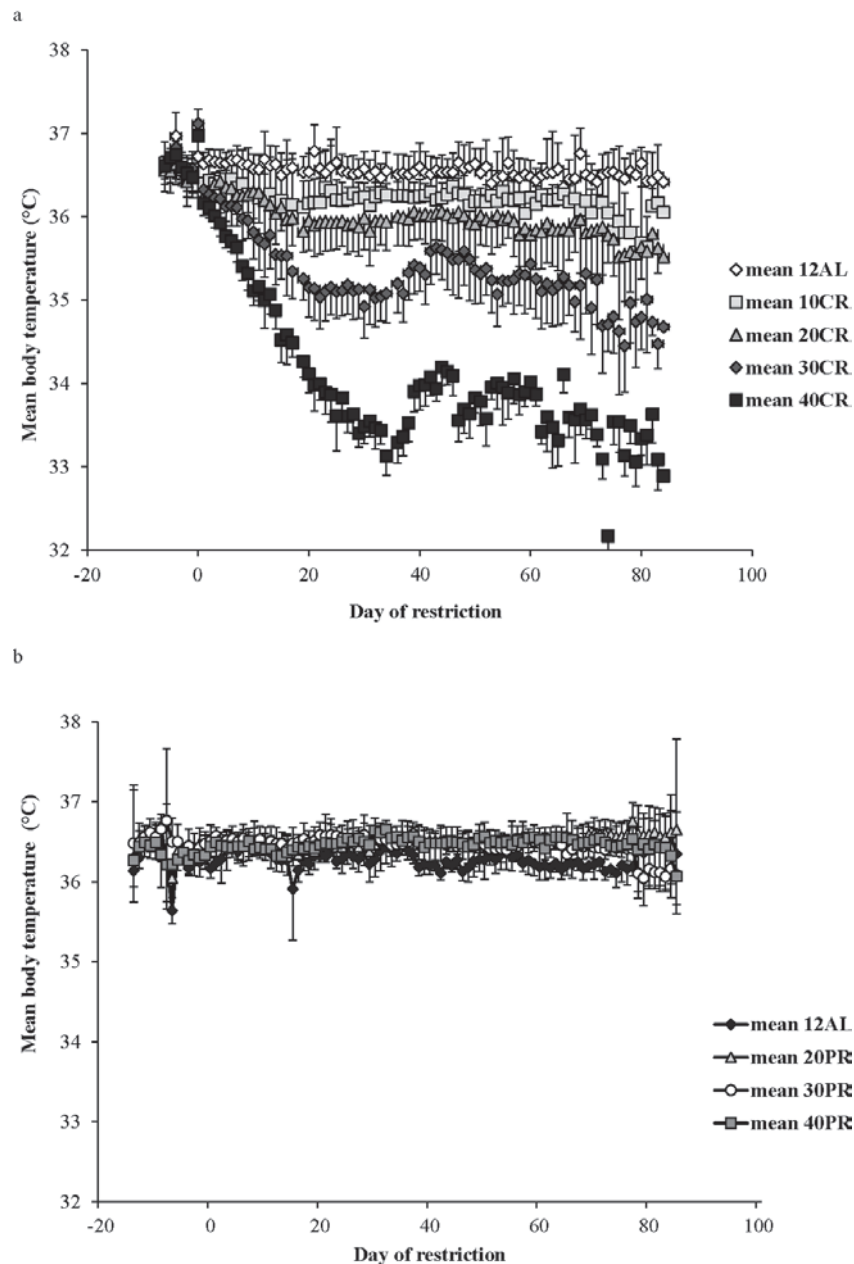 a
38
37
36
35
34
33
32
-20
0
20
40
60
80
100
Mean body temperature (°C)
Day of restriction
mean 12AL
mean 10CR
mean 20CR
mean 30CR
mean 40CR
b
38
37
36
35
34
33
32
-20
0
20
40
60
80
100
Mean body temperature (°C)
Day of restriction
mean 12AL
mean 20PR
mean 30PR
mean 40PR